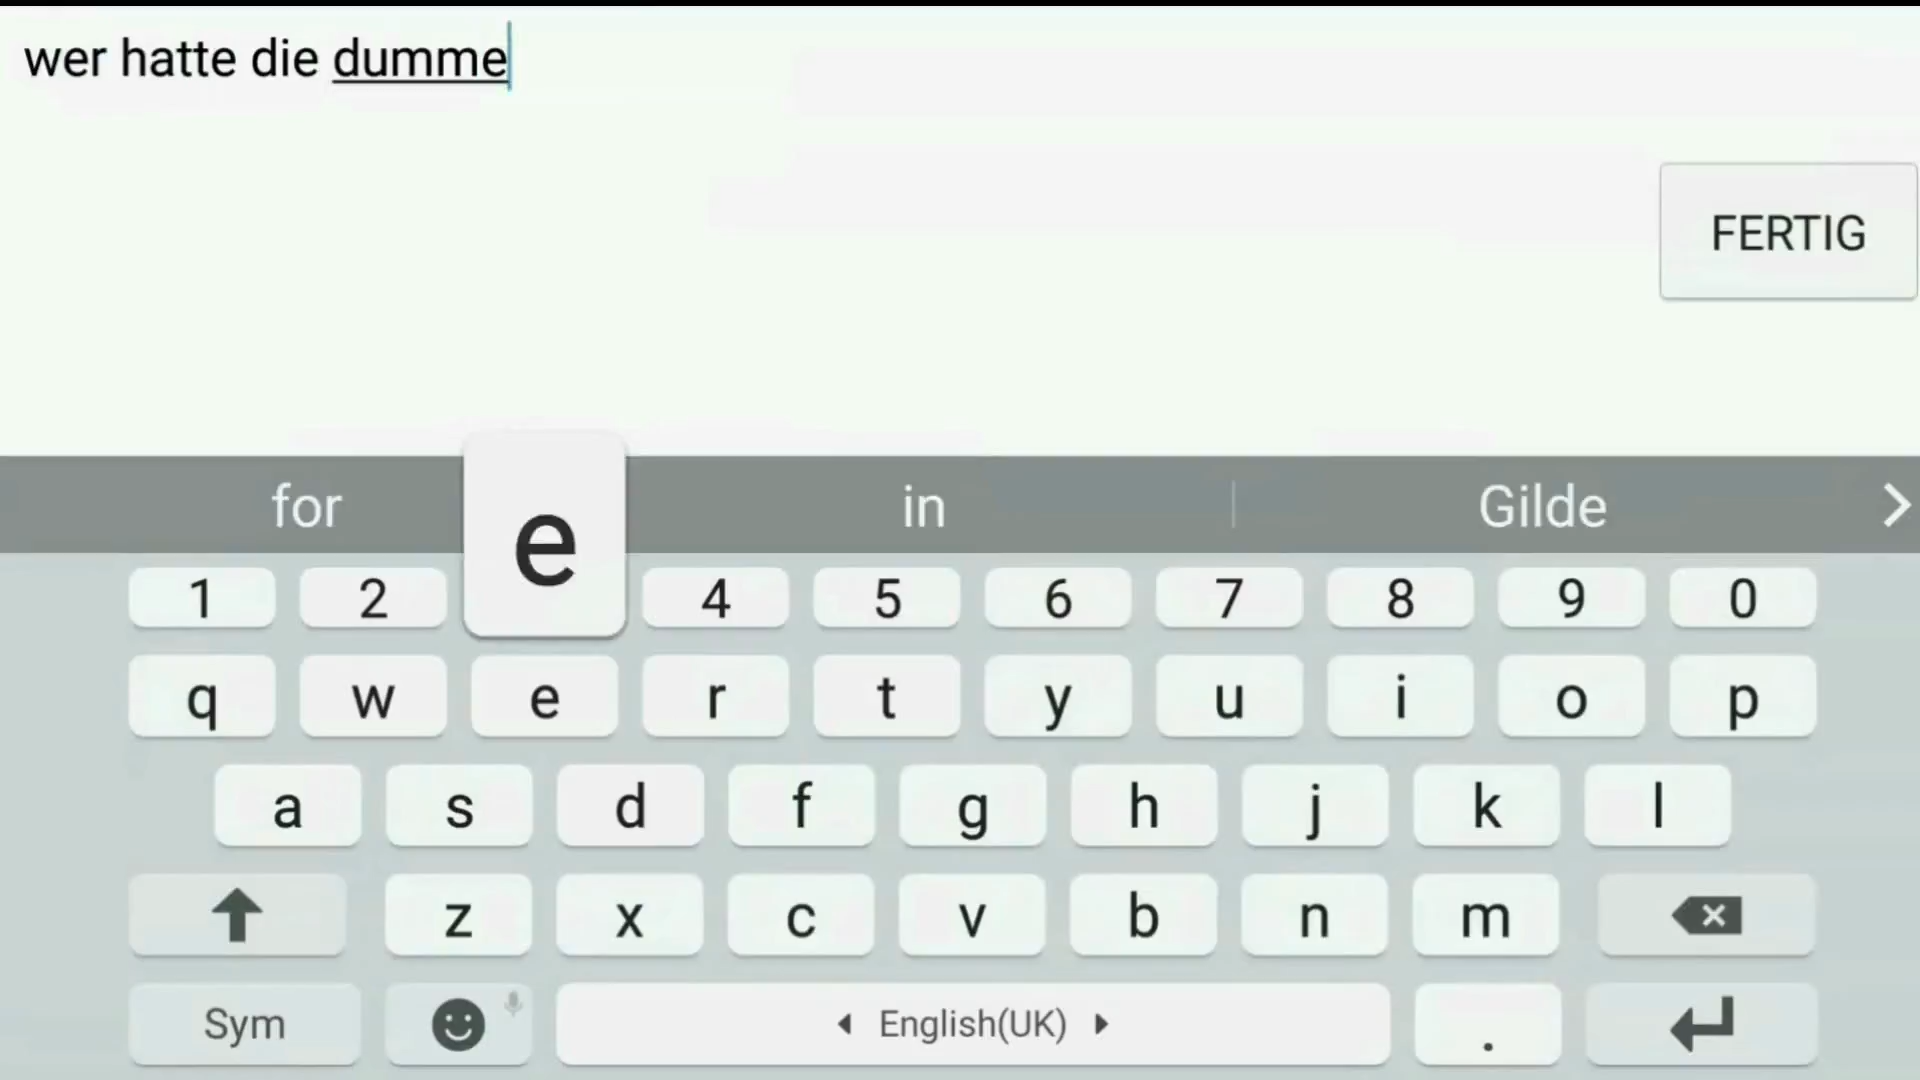 wer hatte die dumme
FERTIG
for in Gilde
e
1 2 4 5 6 7 8 9 0
q w e r t y u i o p
a s d f g h j k l
z x c v b n m
Sym English(UK) .